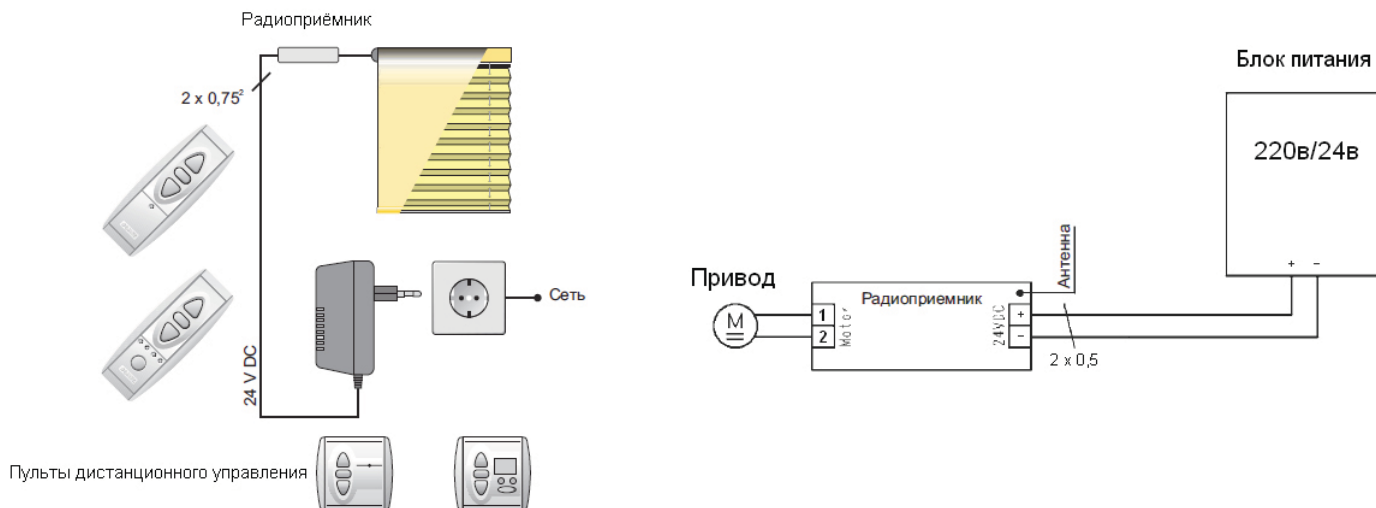 Радиоприёмник
2 x 0,75²
24 V DC
Сеть
Пульты дистанционного управления
Блок питания
220в/24в
+ −
Антенна
Привод
M
1
2
Motor
Радиоприемник
24VDC
+
−
2 x 0,5